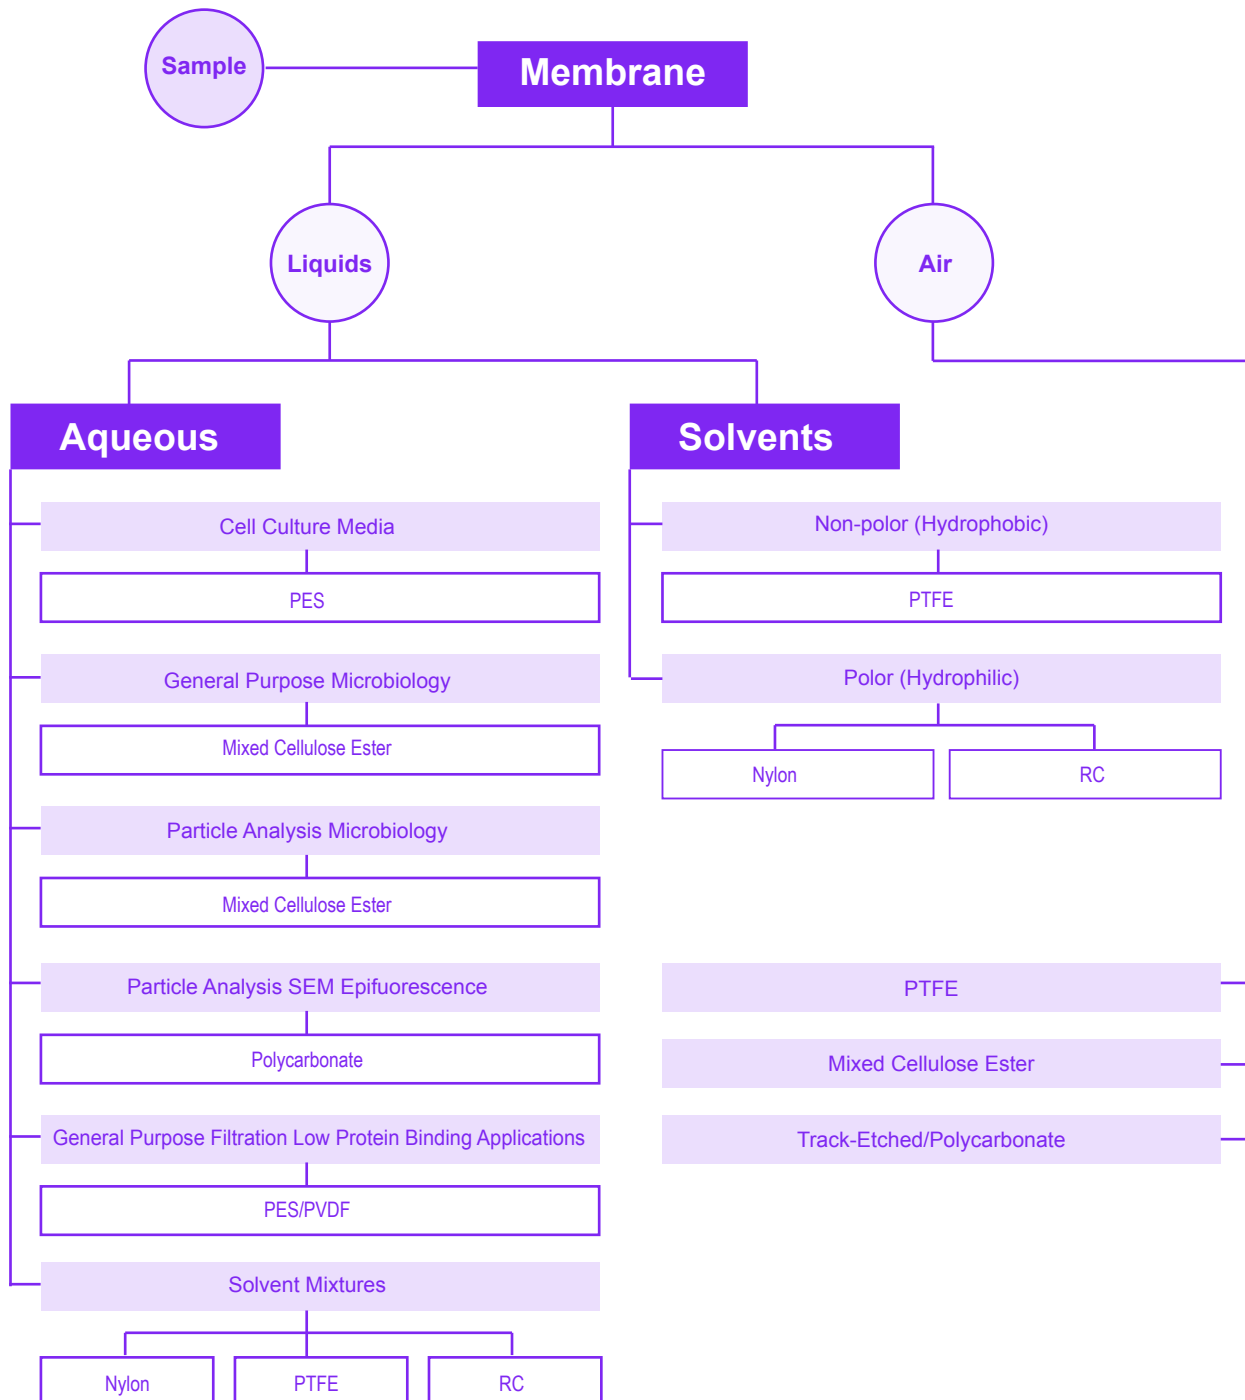 Sample
Membrane
Liquids
Air
Aqueous
Solvents
Cell Culture Media
PES
General Purpose Microbiology
Mixed Cellulose Ester
Particle Analysis Microbiology
Mixed Cellulose Ester
Particle Analysis SEM Epifuorescence
Polycarbonate
General Purpose Filtration Low Protein Binding Applications
PES/PVDF
Solvent Mixtures
Nylon
PTFE
RC
Non-polor (Hydrophobic)
PTFE
Polor (Hydrophilic)
Nylon
RC
PTFE
Mixed Cellulose Ester
Track-Etched/Polycarbonate